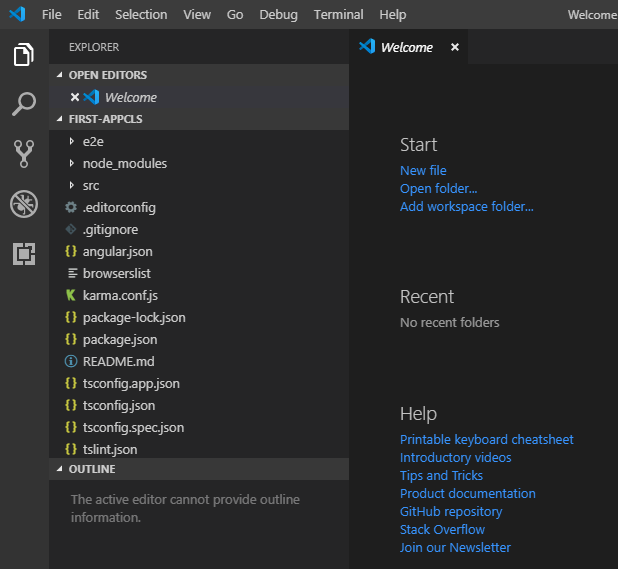 File Edit Selection View Go Debug Terminal Help Welcome
EXPLORER
OPEN EDITORS
Welcome
FIRST-APPCLS
e2e
node_modules
src
.editorconfig
.gitignore
angular.json
browserslist
karma.conf.js
package-lock.json
package.json
README.md
tsconfig.app.json
tsconfig.json
tsconfig.spec.json
tslint.json
OUTLINE
The active editor cannot provide outline
information.
Welcome
Start
New file
Open folder...
Add workspace folder...
Recent
No recent folders
Help
Printable keyboard cheatsheet
Introductory videos
Tips and Tricks
Product documentation
GitHub repository
Stack Overflow
Join our Newsletter